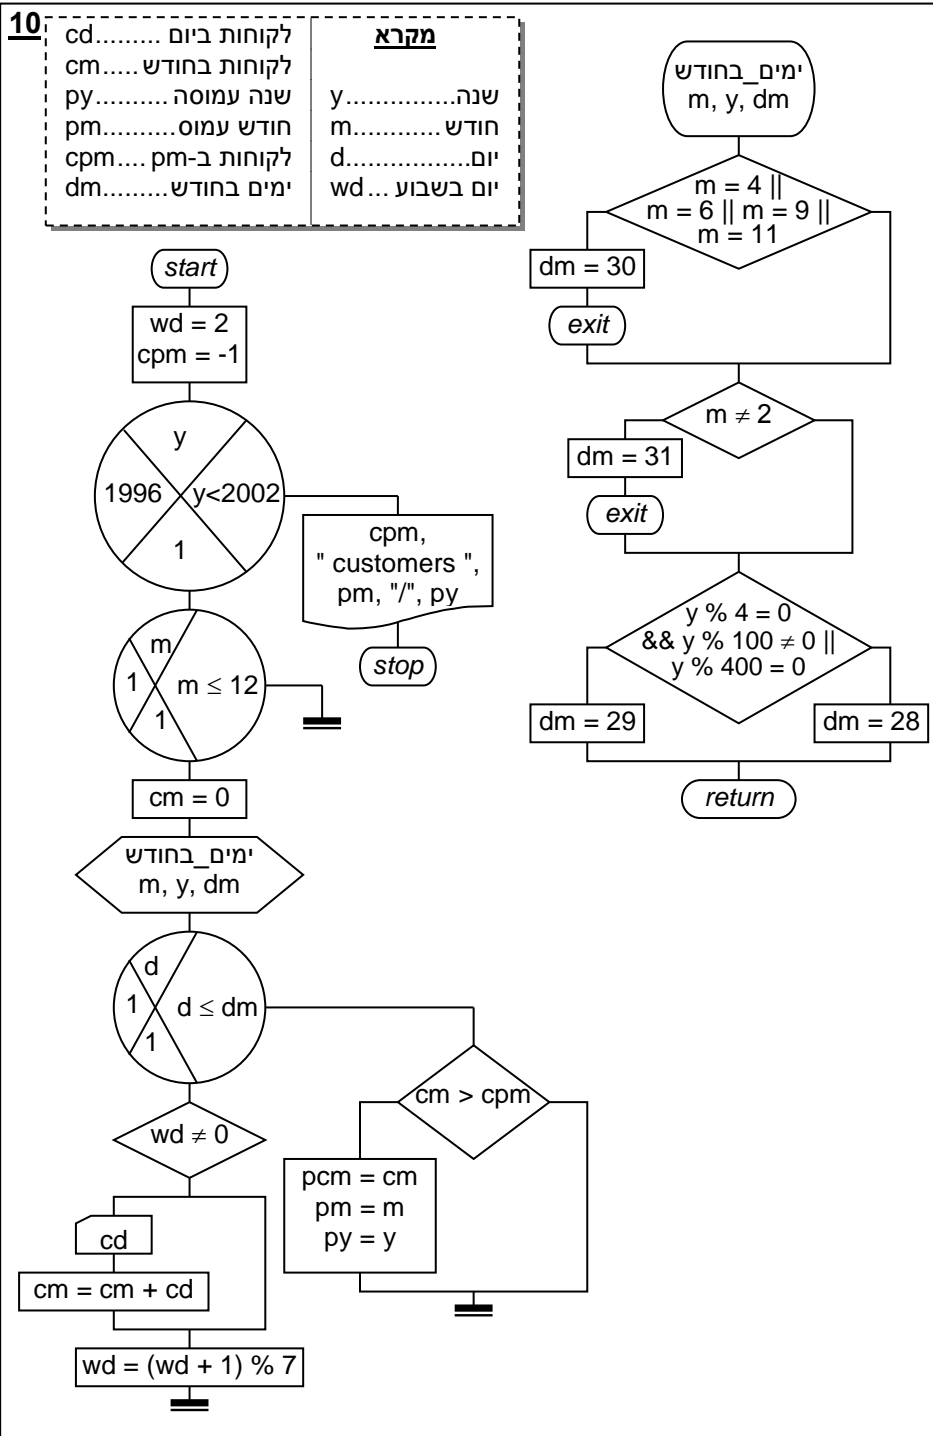 10
מקרא
שנה...............y
חודש ............m
יום.................d
יום בשבוע ...wd
לקוחות ביום .........cd
לקוחות בחודש .....cm
שנה עמוסה ..........py
חודש עמוס..........pm
לקוחות ב-pm ....cpm
ימים בחודש.........dm
start
wd = 2
cpm = -1
y
1996
y<2002
1
cpm,
" customers ",
pm, "/", py
stop
m
1
m ≤ 12
1
cm = 0
ימים_בחודש
m, y, dm
d
1
d ≤ dm
1
cm > cpm
pcm = cm
pm = m
py = y
wd ≠ 0
cd
cm = cm + cd
wd = (wd + 1) % 7
ימים_בחודש
m, y, dm
m = 4 ||
m = 6 || m = 9 ||
m = 11
dm = 30
exit
m ≠ 2
dm = 31
exit
y % 4 = 0
&& y % 100 ≠ 0 ||
y % 400 = 0
dm = 29
dm = 28
return